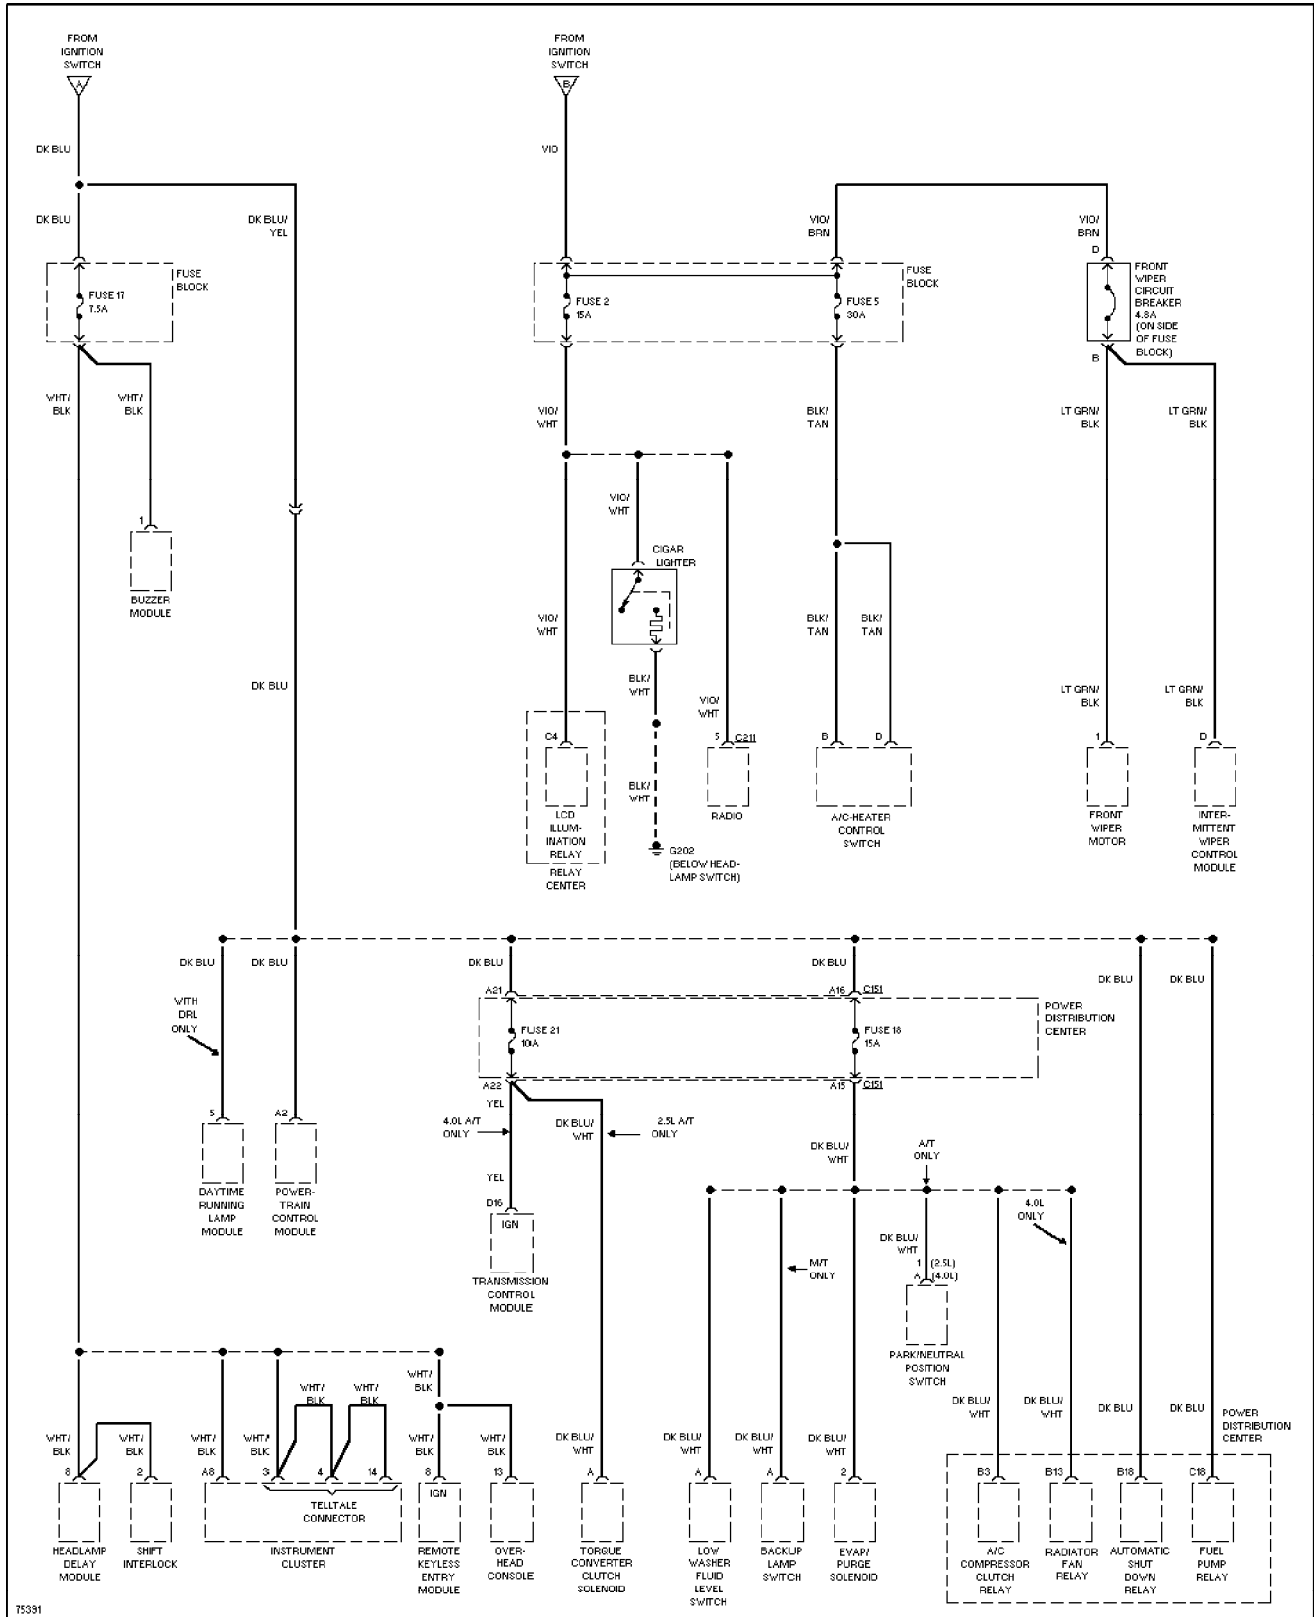 FROM
IGNITION
SWITCH
A
FROM
IGNITION
SWITCH
B
DK BLU
VIO
DK BLU
DK BLU/
YEL
VIO/
BRN
VIO/
BRN
D
FUSE
BLOCK
FUSE 17
7.5A
FUSE 2
15A
FUSE 5
30A
FUSE
BLOCK
FRONT
WIPER
CIRCUIT
BREAKER
4.8A
(ON SIDE
OF FUSE
BLOCK)
B
WHT/
BLK
WHT/
BLK
VIO/
WHT
BLK/
TAN
LT GRN/
BLK
LT GRN/
BLK
VIO/
WHT
1
BUZZER
MODULE
CIGAR
LIGHTER
VIO/
WHT
BLK/
TAN
BLK/
TAN
DK BLU
BLK/
WHT
VIO/
WHT
LT GRN/
BLK
LT GRN/
BLK
C4
5
C211
B
D
1
D
BLK/
WHT
LCD
ILLUM-
INATION
RELAY
RELAY
CENTER
RADIO
A/C-HEATER
CONTROL
SWITCH
FRONT
WIPER
MOTOR
INTER-
MITTENT
WIPER
CONTROL
MODULE
G202
(BELOW HEAD-
LAMP SWITCH)
DK BLU
DK BLU
DK BLU
DK BLU
DK BLU
DK BLU
WITH
DRL
ONLY
A21
A16
C151
POWER
DISTRIBUTION
CENTER
FUSE 21
10A
FUSE 18
15A
A22
A15
C151
5
A2
YEL
4.0L A/T
ONLY
DK BLU/
WHT
2.5L A/T
ONLY
DK BLU/
WHT
A/T
ONLY
DAYTIME
RUNNING
LAMP
MODULE
POWER-
TRAIN
CONTROL
MODULE
YEL
D16
IGN
TRANSMISSION
CONTROL
MODULE
4.0L
ONLY
DK BLU/
WHT
M/T
ONLY
1 (2.5L)
A (4.0L)
PARK/NEUTRAL
POSITION
SWITCH
WHT/
BLK
WHT/
BLK
WHT/
BLK
DK BLU/
WHT
DK BLU/
WHT
DK BLU
DK BLU
POWER
DISTRIBUTION
CENTER
WHT/
BLK
WHT/
BLK
WHT/
BLK
WHT/
BLK
WHT/
BLK
WHT/
BLK
DK BLU/
WHT
DK BLU/
WHT
DK BLU/
WHT
DK BLU/
WHT
8
2
A8
3
4
14
8
13
A
A
A
2
B3
B13
B18
C18
IGN
TELLTALE
CONNECTOR
HEADLAMP
DELAY
MODULE
SHIFT
INTERLOCK
INSTRUMENT
CLUSTER
REMOTE
KEYLESS
ENTRY
MODULE
OVER-
HEAD
CONSOLE
TORQUE
CONVERTER
CLUTCH
SOLENOID
LOW
WASHER
FLUID
LEVEL
SWITCH
BACKUP
LAMP
SWITCH
EVAP/
PURGE
SOLENOID
A/C
COMPRESSOR
CLUTCH
RELAY
RADIATOR
FAN
RELAY
AUTOMATIC
SHUT
DOWN
RELAY
FUEL
PUMP
RELAY
75391